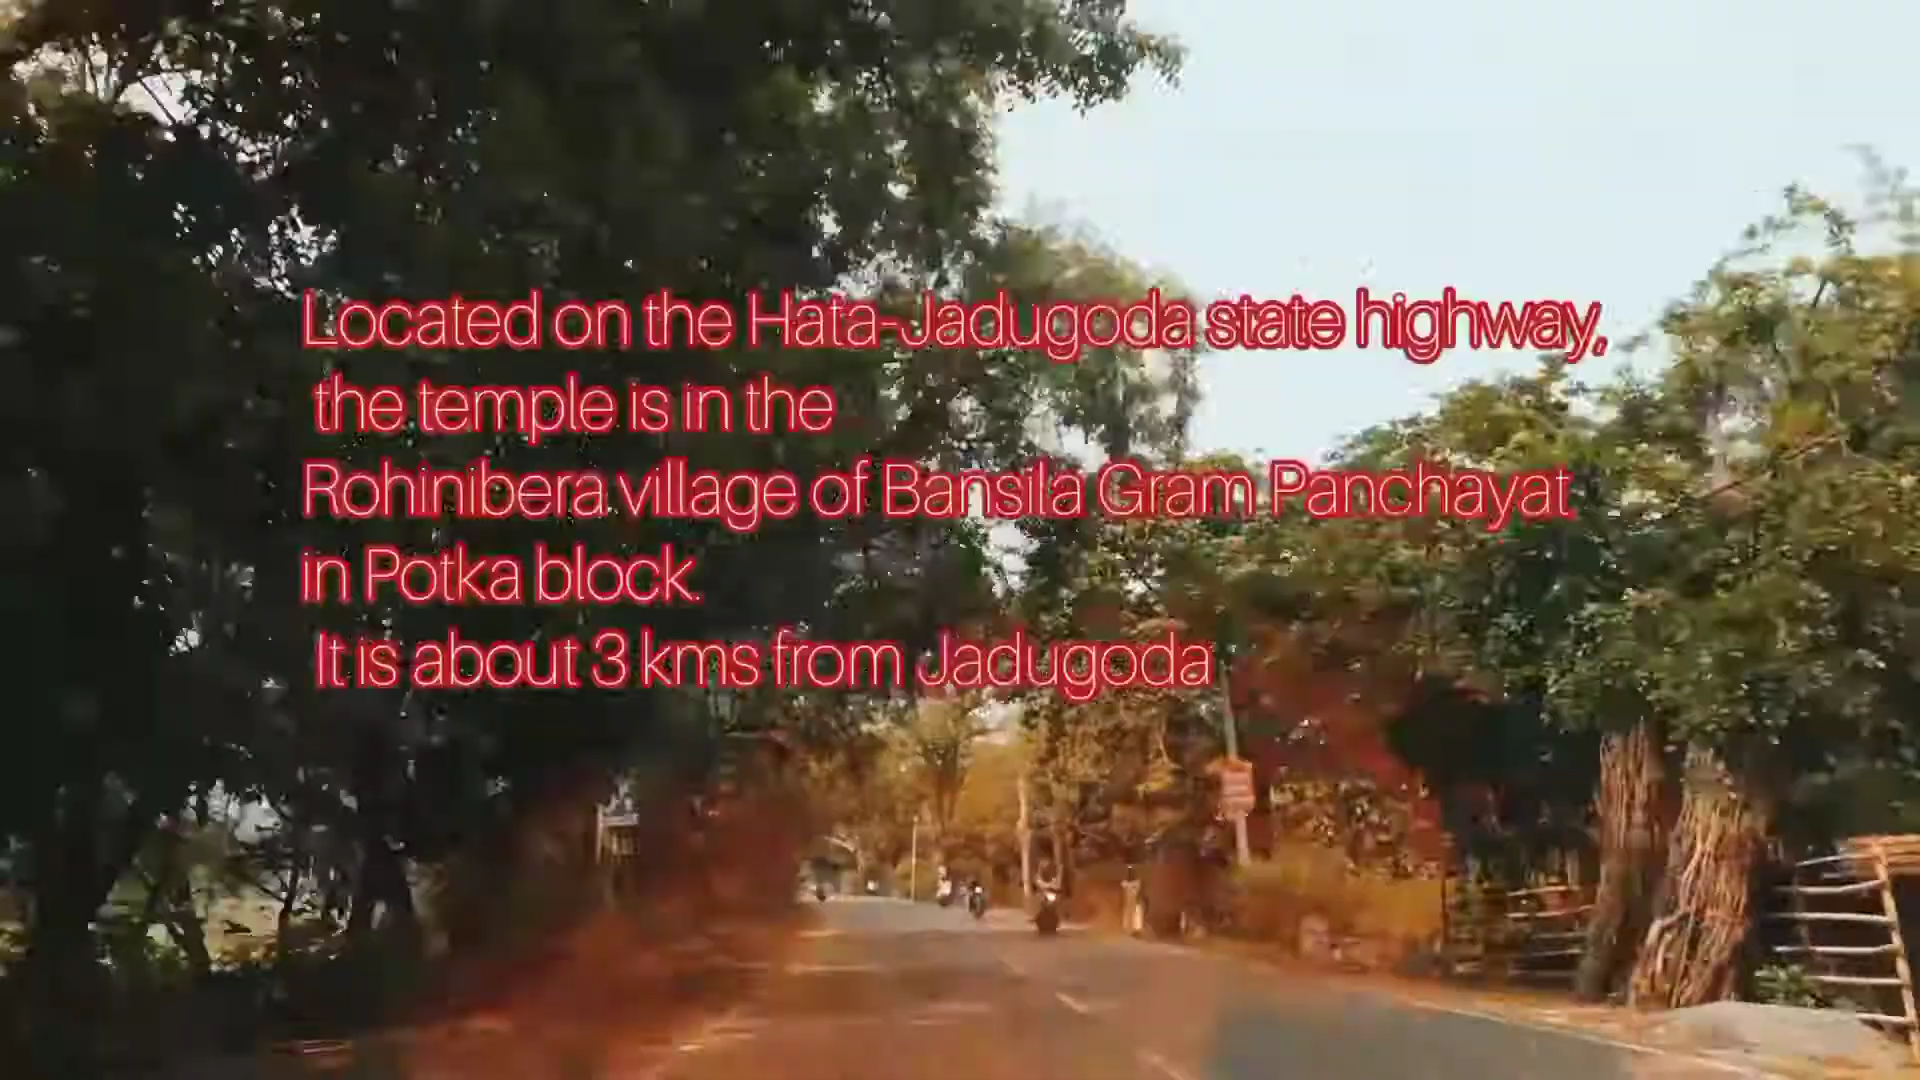 Located on the Hata-Jadugoda state highway,
the temple is in the
Rohinibera village of Bansila Gram Panchayat
in Potka block.
It is about 3 kms from Jadugoda